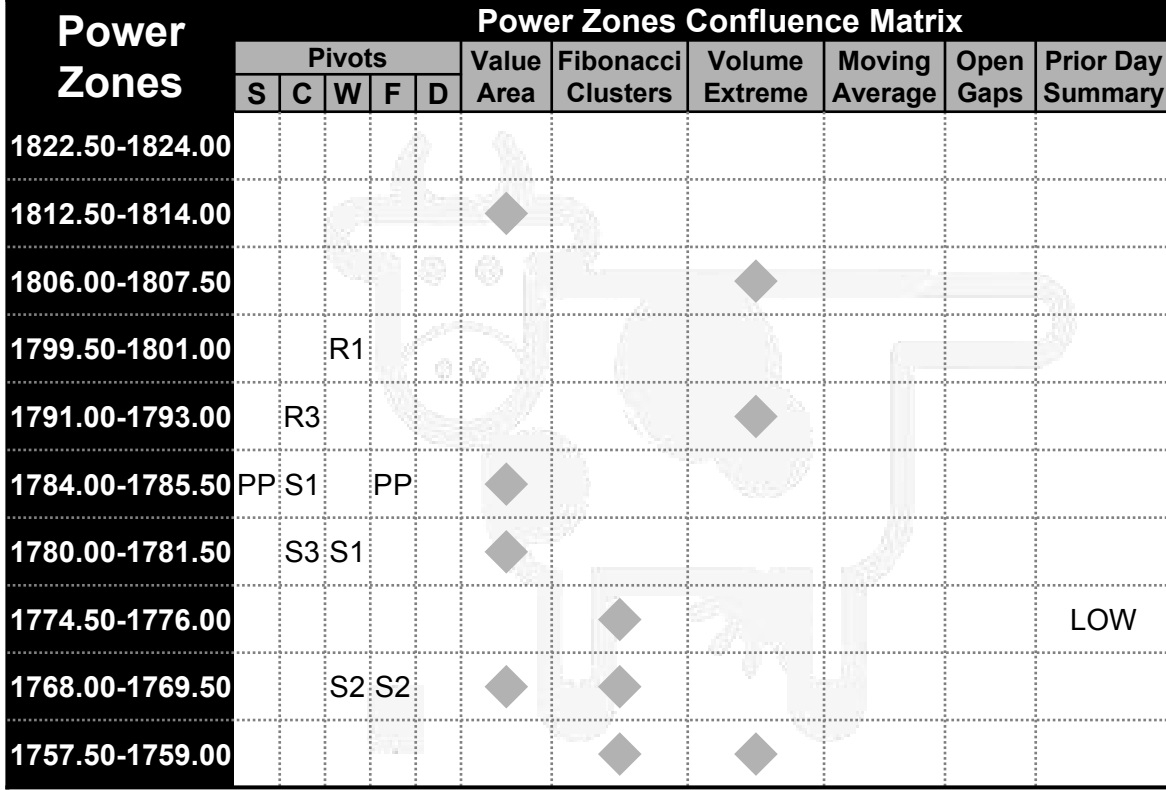 Power Zones
Power Zones Confluence Matrix
Pivots
Value Area
Fibonacci Clusters
Volume Extreme
Moving Average
Open Gaps
Prior Day Summary
S C W F D
1822.50-1824.00
1812.50-1814.00
1806.00-1807.50
1799.50-1801.00 R1
1791.00-1793.00 R3
1784.00-1785.50 PP S1 PP
1780.00-1781.50 S3 S1
1774.50-1776.00 LOW
1768.00-1769.50 S2 S2
1757.50-1759.00